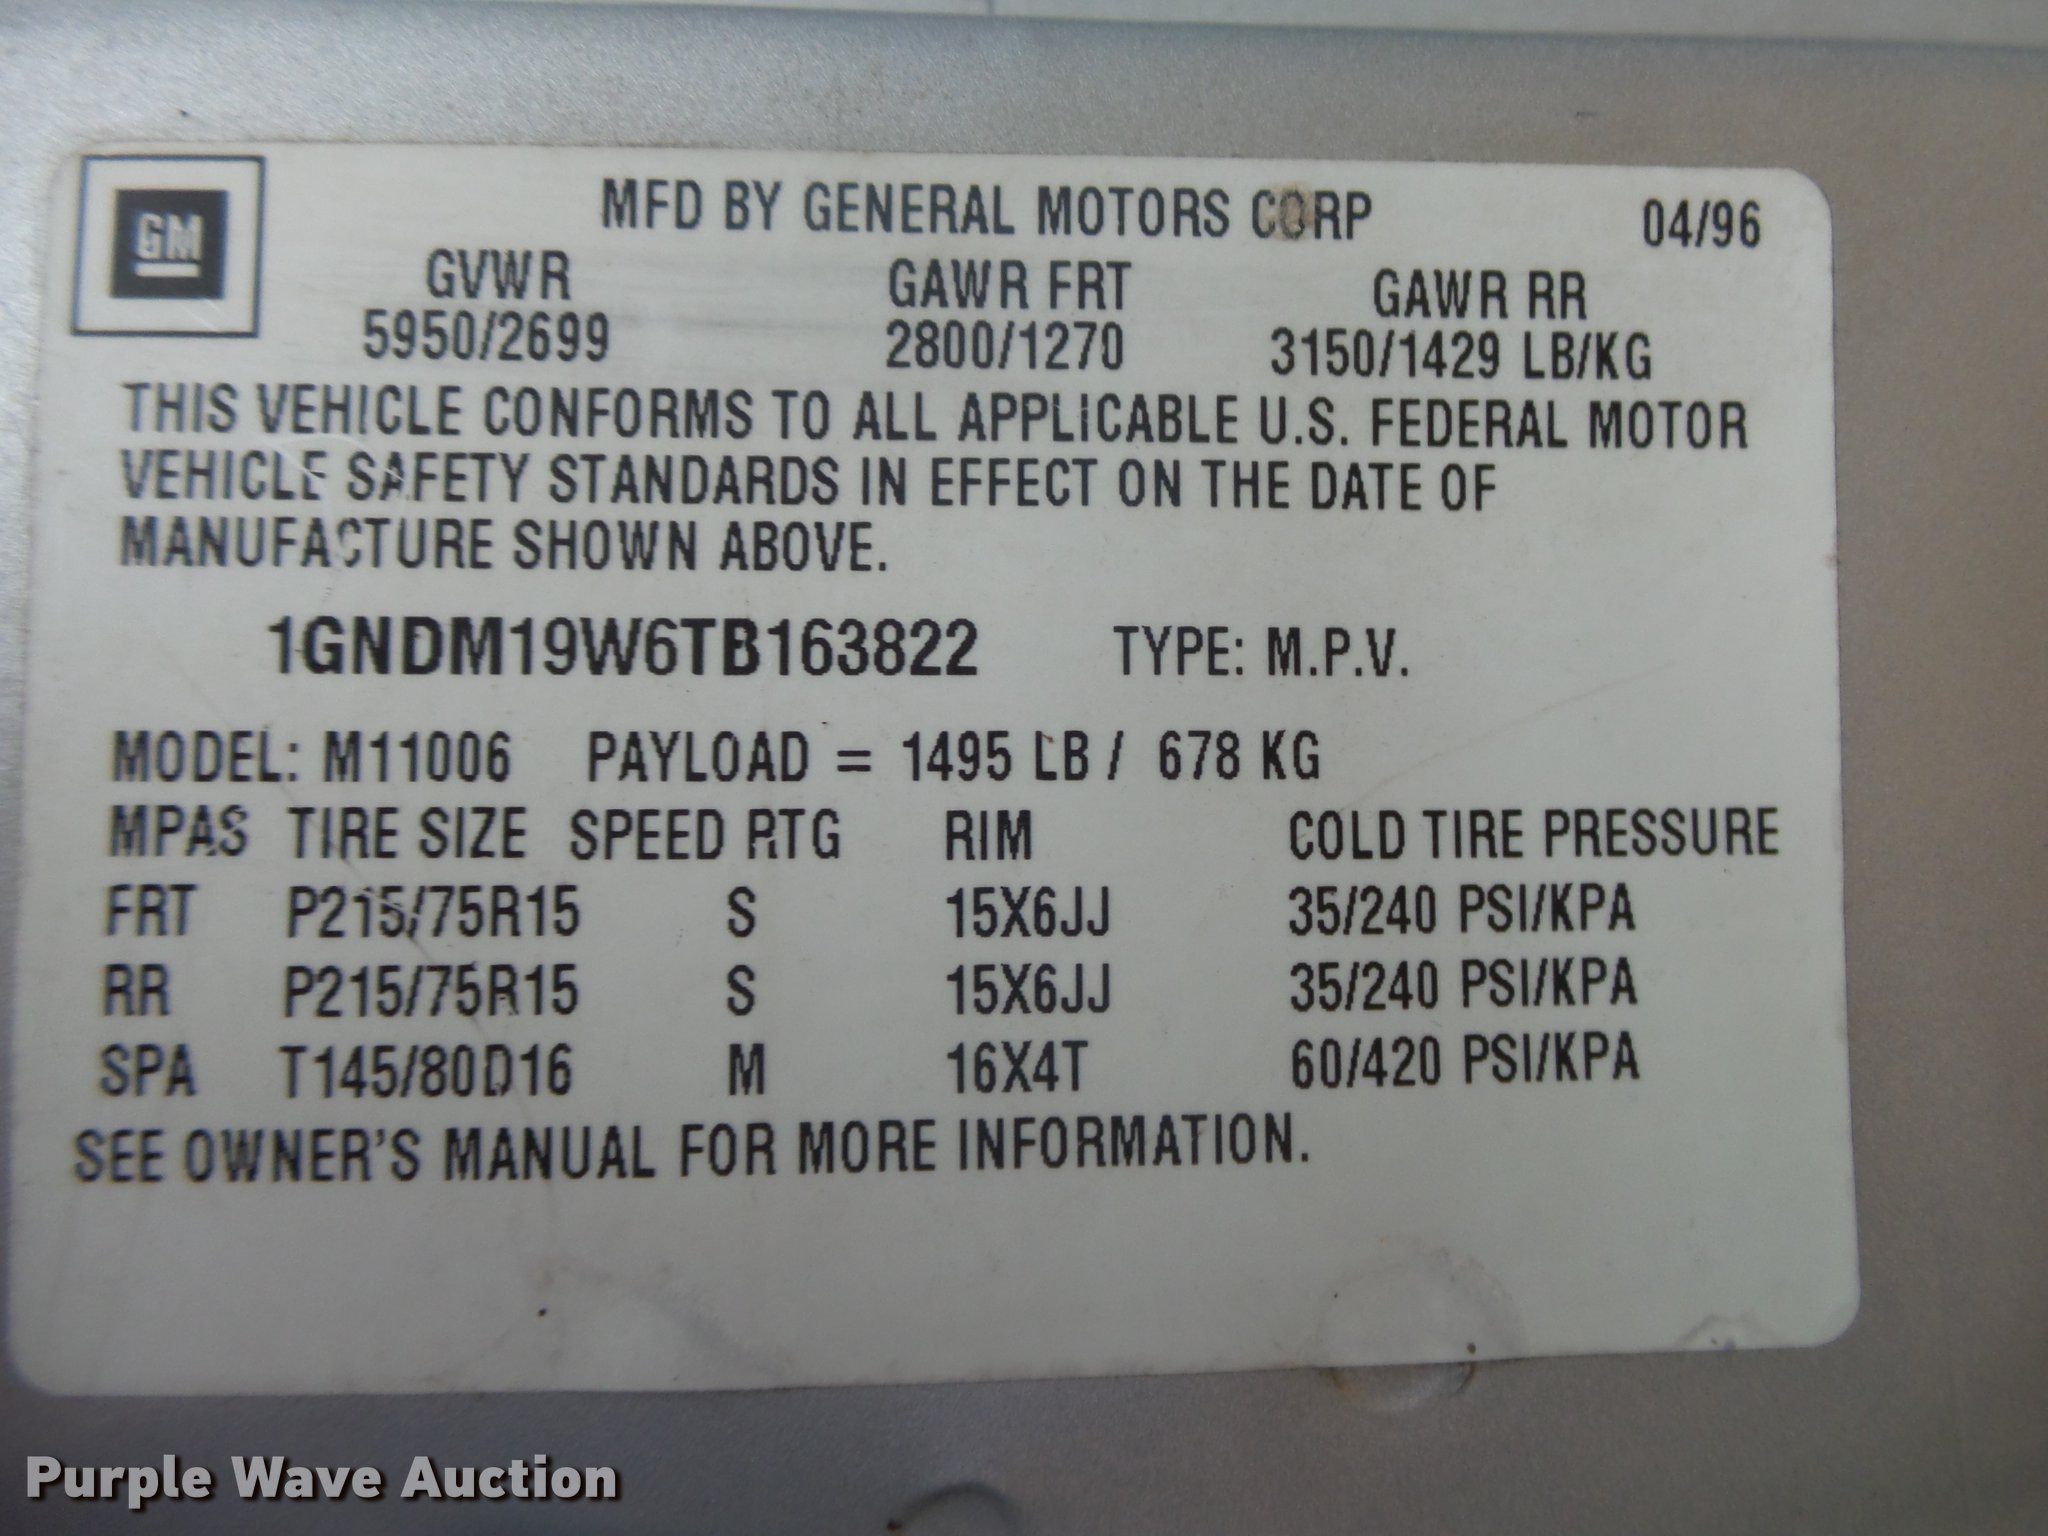 GM
MFD BY GENERAL MOTORS CORP 04/96
GVWR GAWR FRT GAWR RR
5950/2699 2800/1270 3150/1429 LB/KG
THIS VEHICLE CONFORMS TO ALL APPLICABLE U.S. FEDERAL MOTOR
VEHICLE SAFETY STANDARDS IN EFFECT ON THE DATE OF
MANUFACTURE SHOWN ABOVE.
1GNDM19W6TB163822 TYPE: M.P.V.
MODEL: M11006 PAYLOAD = 1495 LB / 678 KG
MPAS TIRE SIZE SPEED RTG RIM COLD TIRE PRESSURE
FRT P215/75R15 S 15X6JJ 35/240 PSI/KPA
RR P215/75R15 S 15X6JJ 35/240 PSI/KPA
SPA T145/80D16 M 16X4T 60/420 PSI/KPA
SEE OWNER'S MANUAL FOR MORE INFORMATION.
Purple Wave Auction